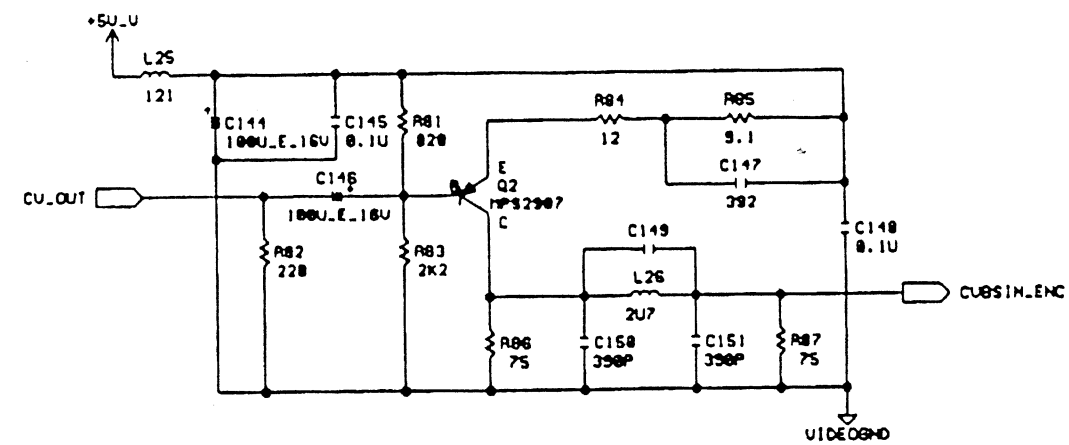 +5V_V
L25
121
C144
100U_E_16V
C145
0.1U
R81
820
R84
12
R85
9.1
C147
392
C146
100U_E_16V
CV_OUT
E
B
Q2
MPS2907
C
R82
220
R83
2K2
C149
L26
2U7
C148
0.1U
CVBSIN_ENC
R86
75
C150
390P
C151
390P
R87
75
VIDEOGND